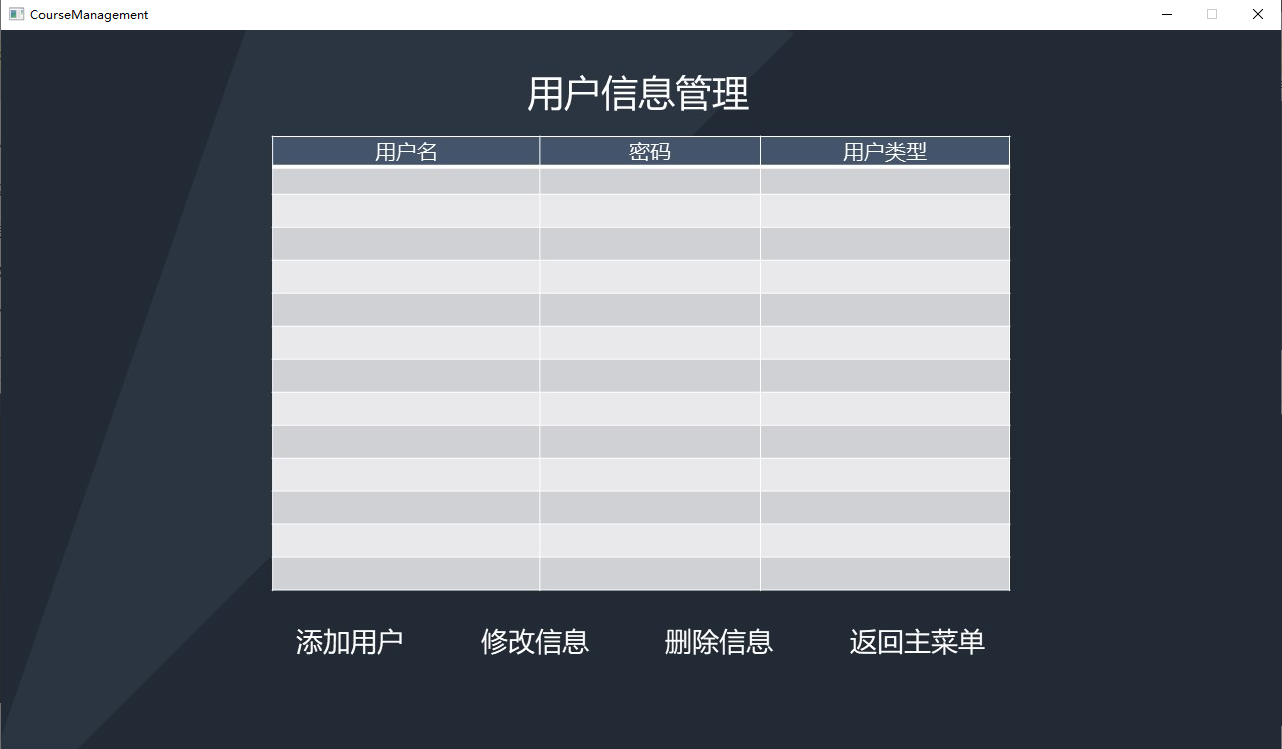 CourseManagement
用户信息管理
用户名 密码 用户类型
添加用户 修改信息 删除信息 返回主菜单